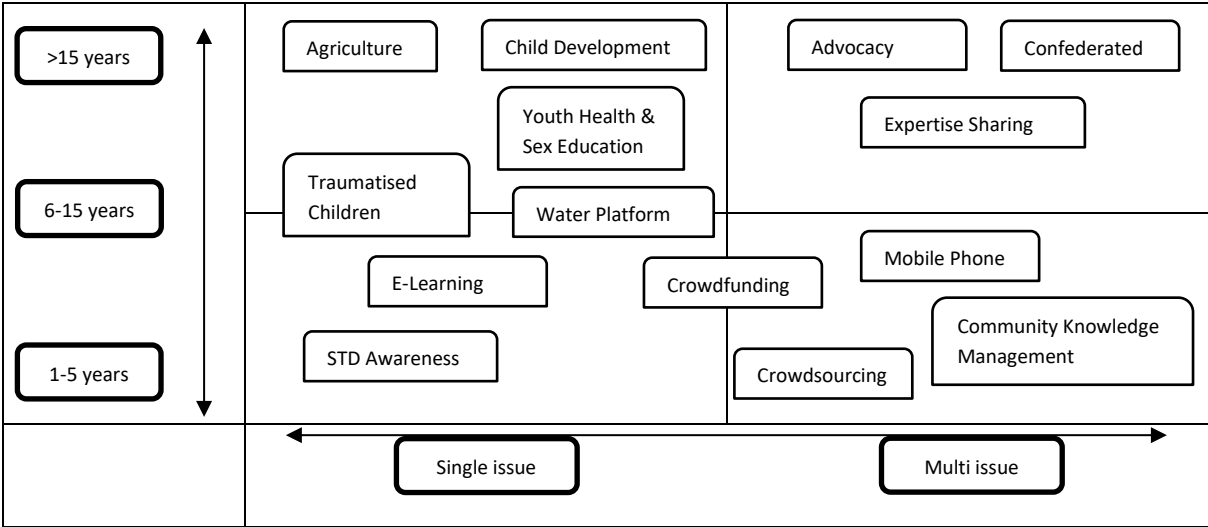 >15 years
Agriculture
Child Development
Advocacy
Confederated
Youth Health &
Sex Education
Expertise Sharing
Traumatised
Children
6-15 years
Water Platform
E-Learning
Crowdfunding
Mobile Phone
STD Awareness
1-5 years
Crowdsourcing
Community Knowledge
Management
Single issue
Multi issue